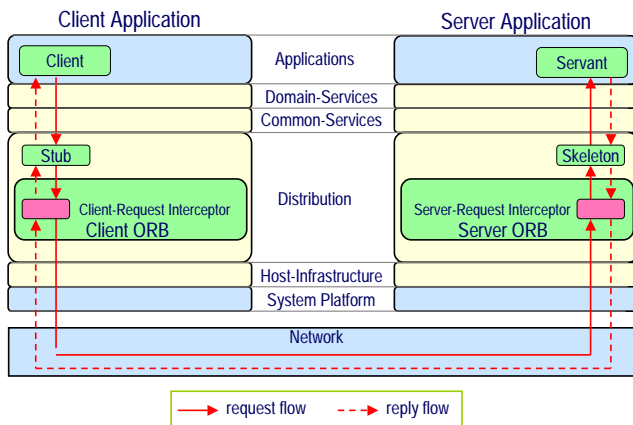 Client Application
Server Application
Client
Applications
Servant
Domain-Services
Common-Services
Stub
Skeleton
Distribution
Client-Request Interceptor
Client ORB
Server-Request Interceptor
Server ORB
Host-Infrastructure
System Platform
Network
request flow
reply flow